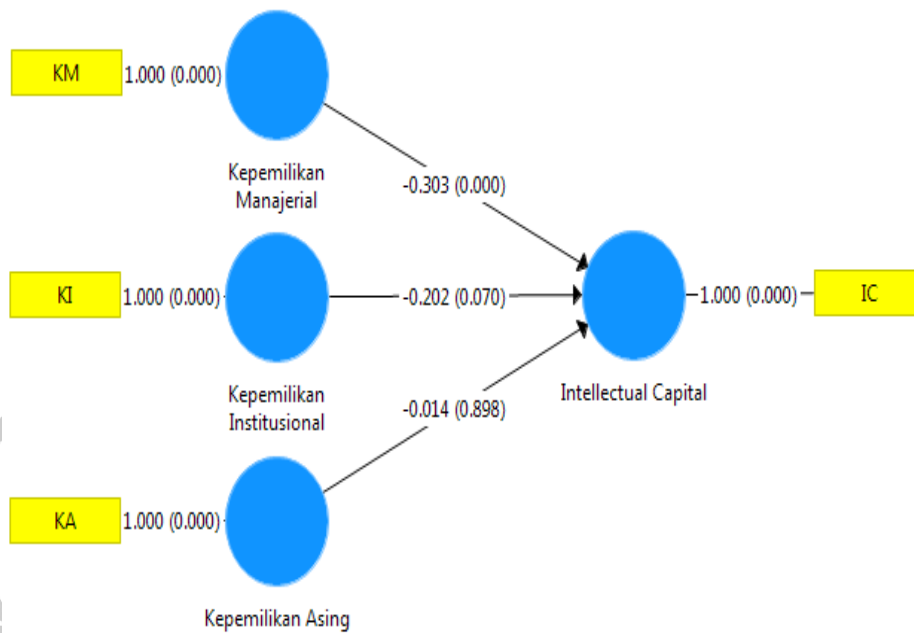 KM
1.000 (0.000)
Kepemilikan
Manajerial
-0.303 (0.000)
KI
1.000 (0.000)
-0.202 (0.070)
1.000 (0.000)
IC
Kepemilikan
Institusional
Intellectual Capital
-0.014 (0.898)
KA
1.000 (0.000)
Kepemilikan Asing